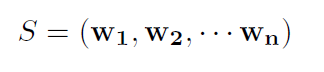 S = (w₁, w₂, ⋯ wₙ)